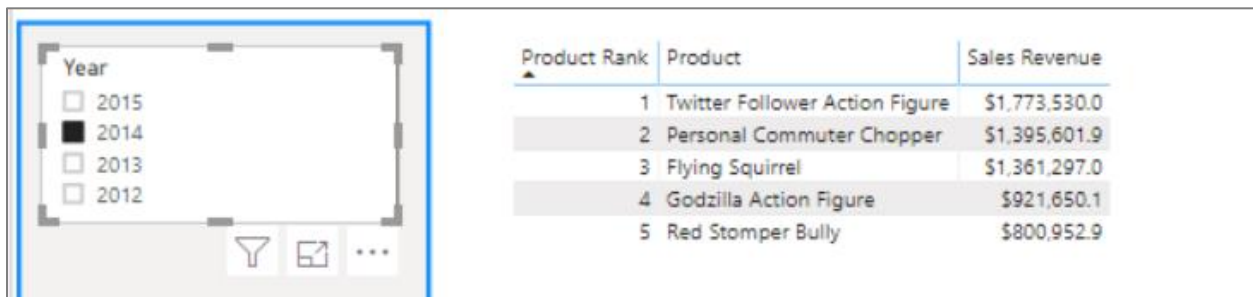 Year
2015
2014
2013
2012
Product Rank Product Sales Revenue
1 Twitter Follower Action Figure $1,773,530.0
2 Personal Commuter Chopper $1,395,601.9
3 Flying Squirrel $1,361,297.0
4 Godzilla Action Figure $921,650.1
5 Red Stomper Bully $800,952.9